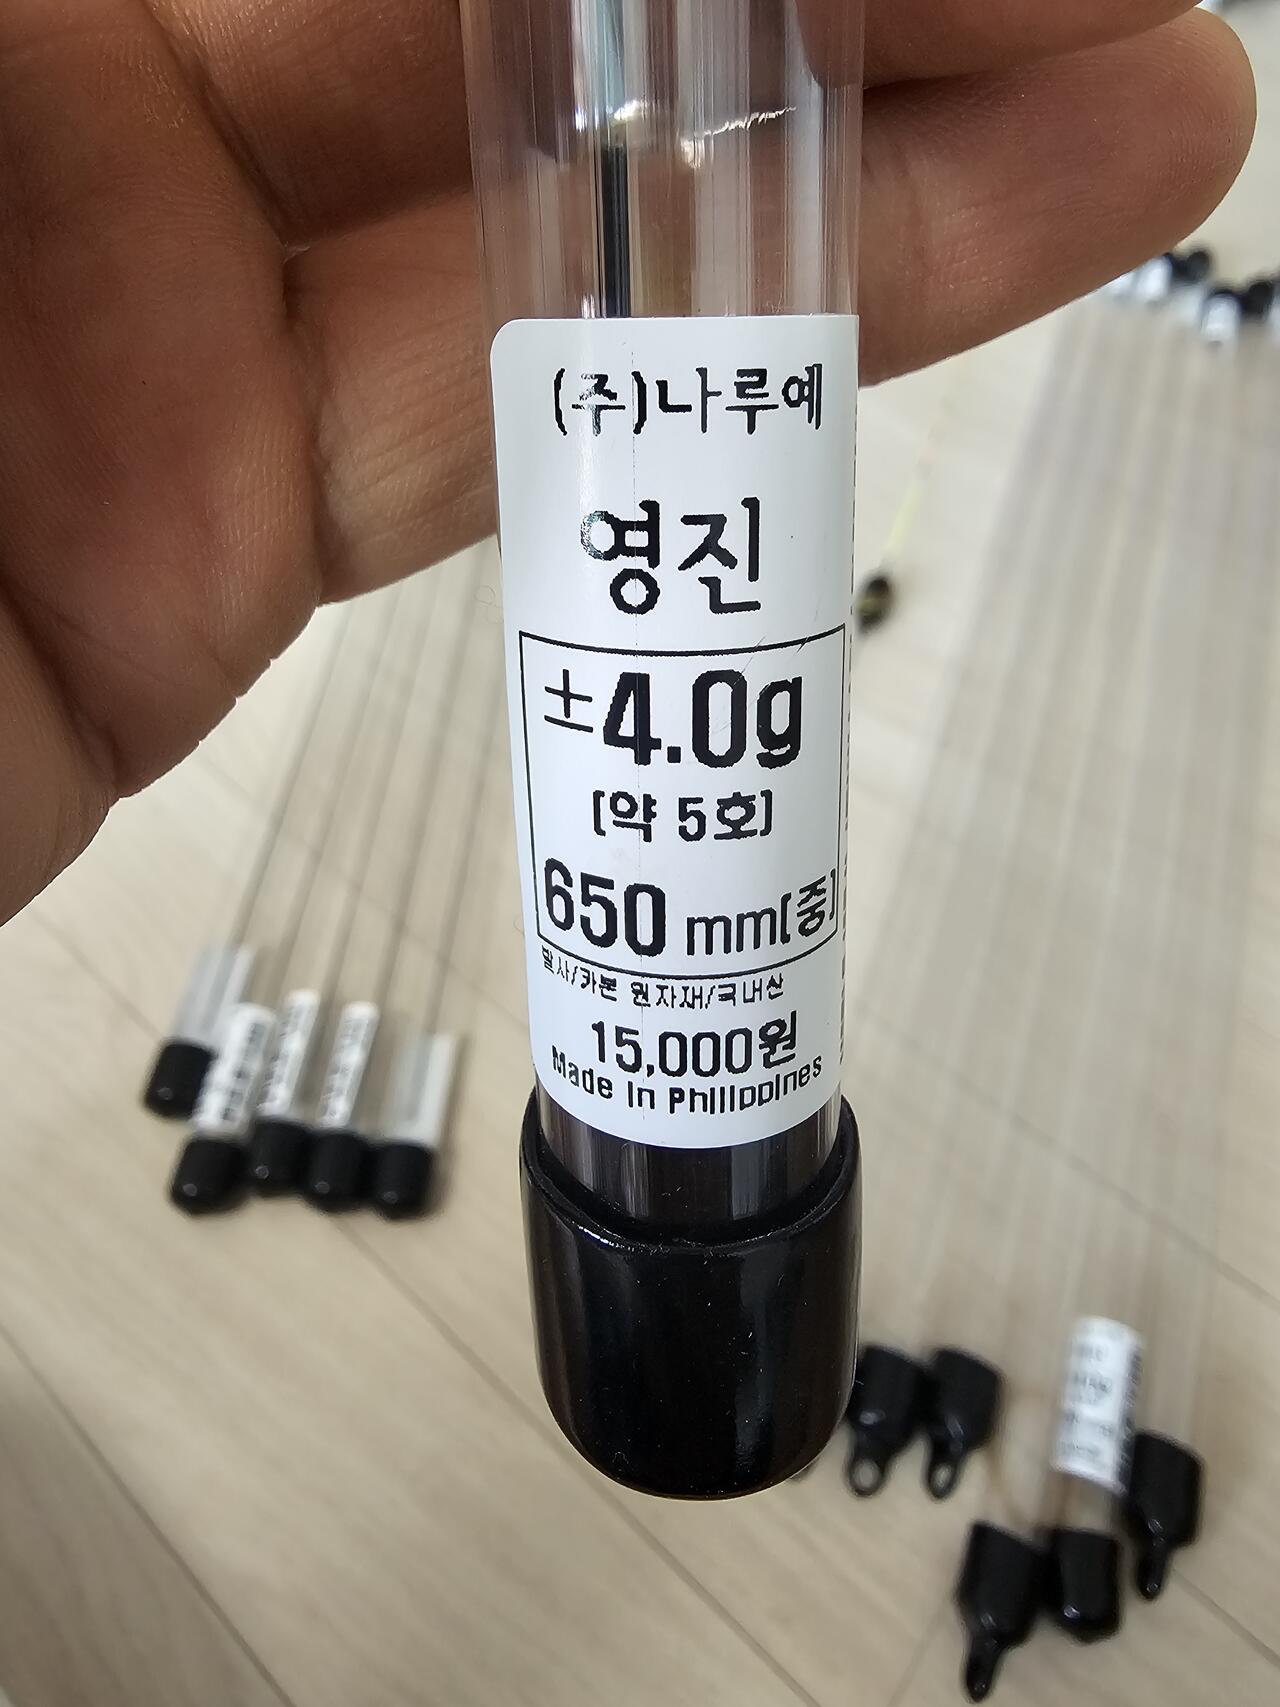 (주)나루예
영진
±4.0g
[약 5호]
650 mm[중]
발사/카본 원자재/국내산
15,000원
Made In Philippines